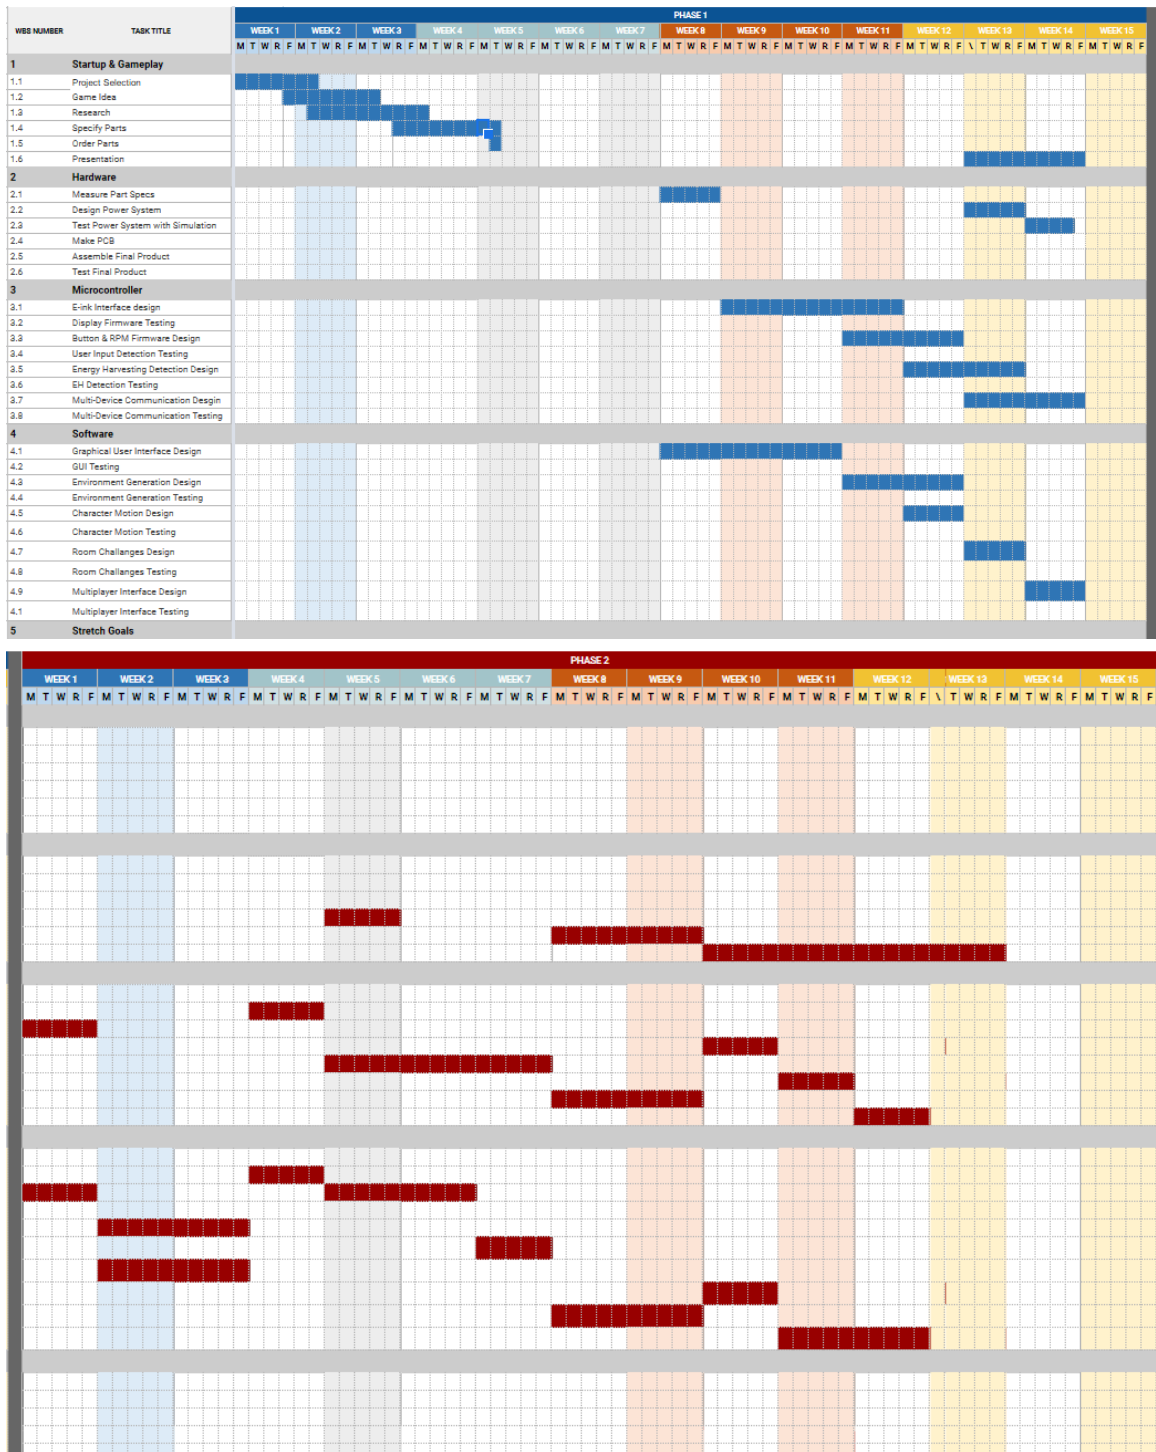 PHASE 1
WBS NUMBER TASK TITLE WEEK 1 WEEK 2 WEEK 3 WEEK 4 WEEK 5 WEEK 6 WEEK 7 WEEK 8 WEEK 9 WEEK 10 WEEK 11 WEEK 12 WEEK 13 WEEK 14 WEEK 15
M T W R F M T W R F M T W R F M T W R F M T W R F M T W R F M T W R F M T W R F M T W R F M T W R F M T W R F M T W R F \ T W R F M T W R F M T W R F
1 Startup & Gameplay
1.1 Project Selection
1.2 Game Idea
1.3 Research
1.4 Specify Parts
1.5 Order Parts
1.6 Presentation
2 Hardware
2.1 Measure Part Specs
2.2 Design Power System
2.3 Test Power System with Simulation
2.4 Make PCB
2.5 Assemble Final Product
2.6 Test Final Product
3 Microcontroller
3.1 E-ink Interface design
3.2 Display Firmware Testing
3.3 Button & RPM Firmware Design
3.4 User Input Detection Testing
3.5 Energy Harvesting Detection Design
3.6 EH Detection Testing
3.7 Multi-Device Communication Desgin
3.8 Multi-Device Communication Testing
4 Software
4.1 Graphical User Interface Design
4.2 GUI Testing
4.3 Environment Generation Design
4.4 Environment Generation Testing
4.5 Character Motion Design
4.6 Character Motion Testing
4.7 Room Challanges Design
4.8 Room Challanges Testing
4.9 Multiplayer Interface Design
4.1 Multiplayer Interface Testing
5 Stretch Goals
PHASE 2
WEEK 1 WEEK 2 WEEK 3 WEEK 4 WEEK 5 WEEK 6 WEEK 7 WEEK 8 WEEK 9 WEEK 10 WEEK 11 WEEK 12 WEEK 13 WEEK 14 WEEK 15
M T W R F M T W R F M T W R F M T W R F M T W R F M T W R F M T W R F M T W R F M T W R F M T W R F M T W R F M T W R F \ T W R F M T W R F M T W R F